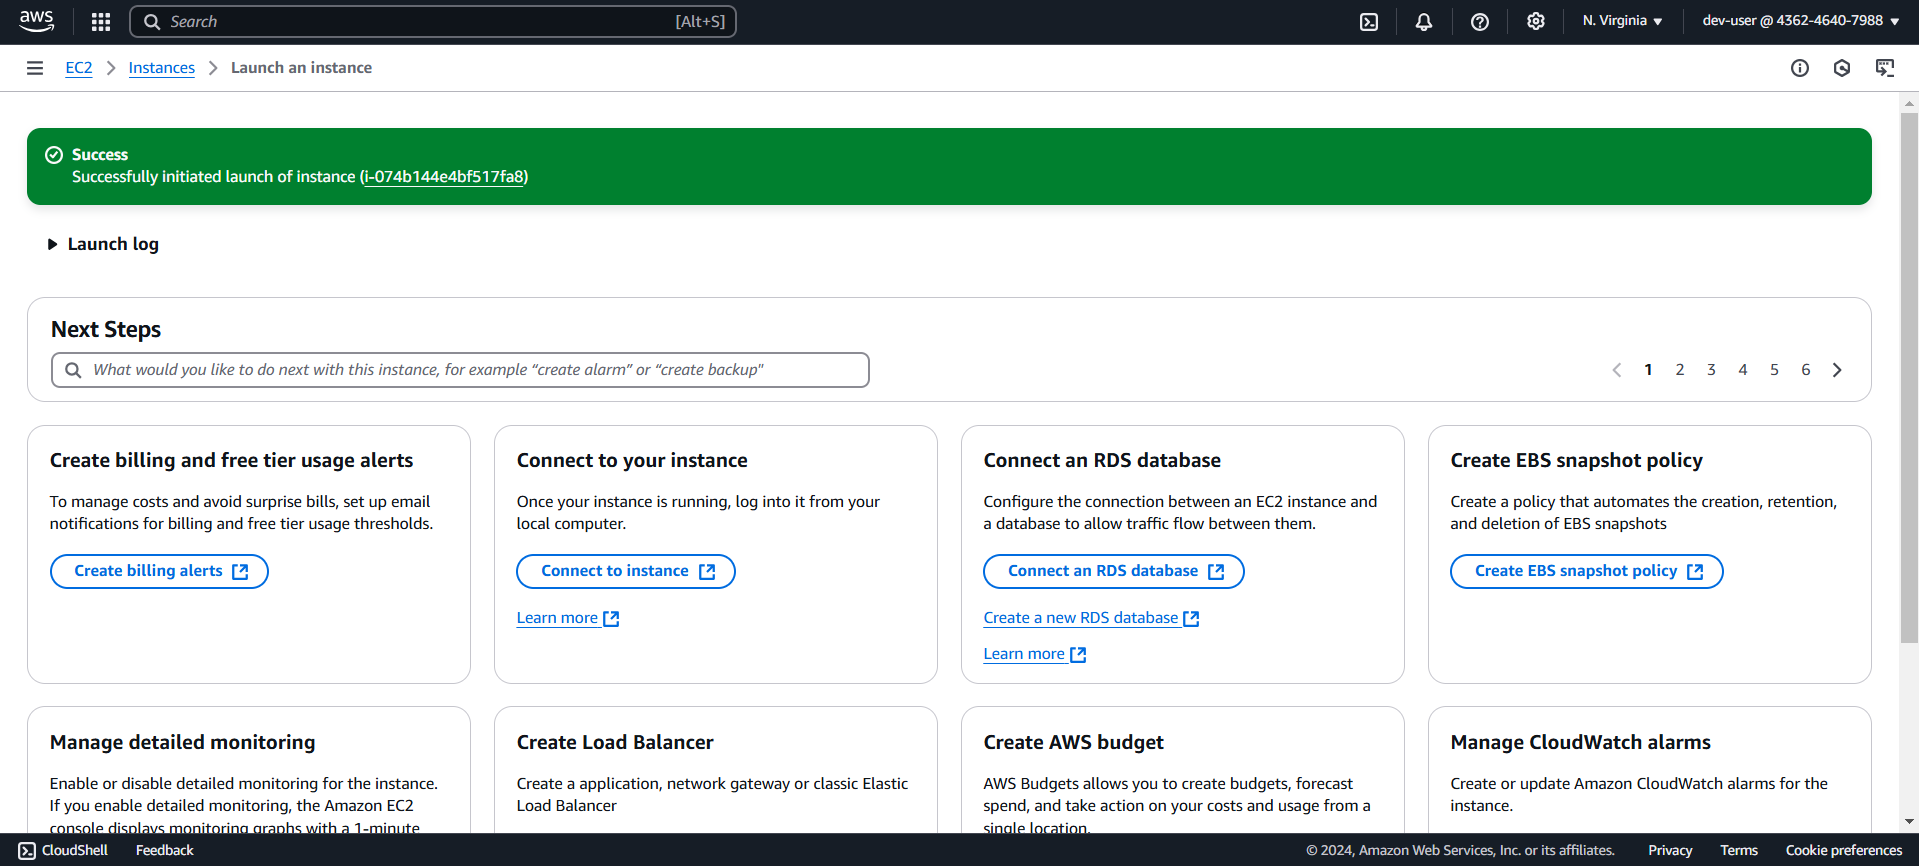 aws
Search [Alt+S]
N. Virginia
dev-user @ 4362-4640-7988
EC2 Instances Launch an instance
Success
Successfully initiated launch of instance (i-074b144e4bf517fa8)
Launch log
Next Steps
What would you like to do next with this instance, for example “create alarm” or “create backup"
1 2 3 4 5 6
Create billing and free tier usage alerts
To manage costs and avoid surprise bills, set up email
notifications for billing and free tier usage thresholds.
Create billing alerts
Connect to your instance
Once your instance is running, log into it from your
local computer.
Connect to instance
Learn more
Connect an RDS database
Configure the connection between an EC2 instance and
a database to allow traffic flow between them.
Connect an RDS database
Create a new RDS database
Learn more
Create EBS snapshot policy
Create a policy that automates the creation, retention,
and deletion of EBS snapshots
Create EBS snapshot policy
Manage detailed monitoring
Enable or disable detailed monitoring for the instance.
If you enable detailed monitoring, the Amazon EC2
console displays monitoring graphs with a 1-minute
Create Load Balancer
Create a application, network gateway or classic Elastic
Load Balancer
Create AWS budget
AWS Budgets allows you to create budgets, forecast
spend, and take action on your costs and usage from a
single location.
Manage CloudWatch alarms
Create or update Amazon CloudWatch alarms for the
instance.
CloudShell
Feedback
© 2024, Amazon Web Services, Inc. or its affiliates.
Privacy
Terms
Cookie preferences